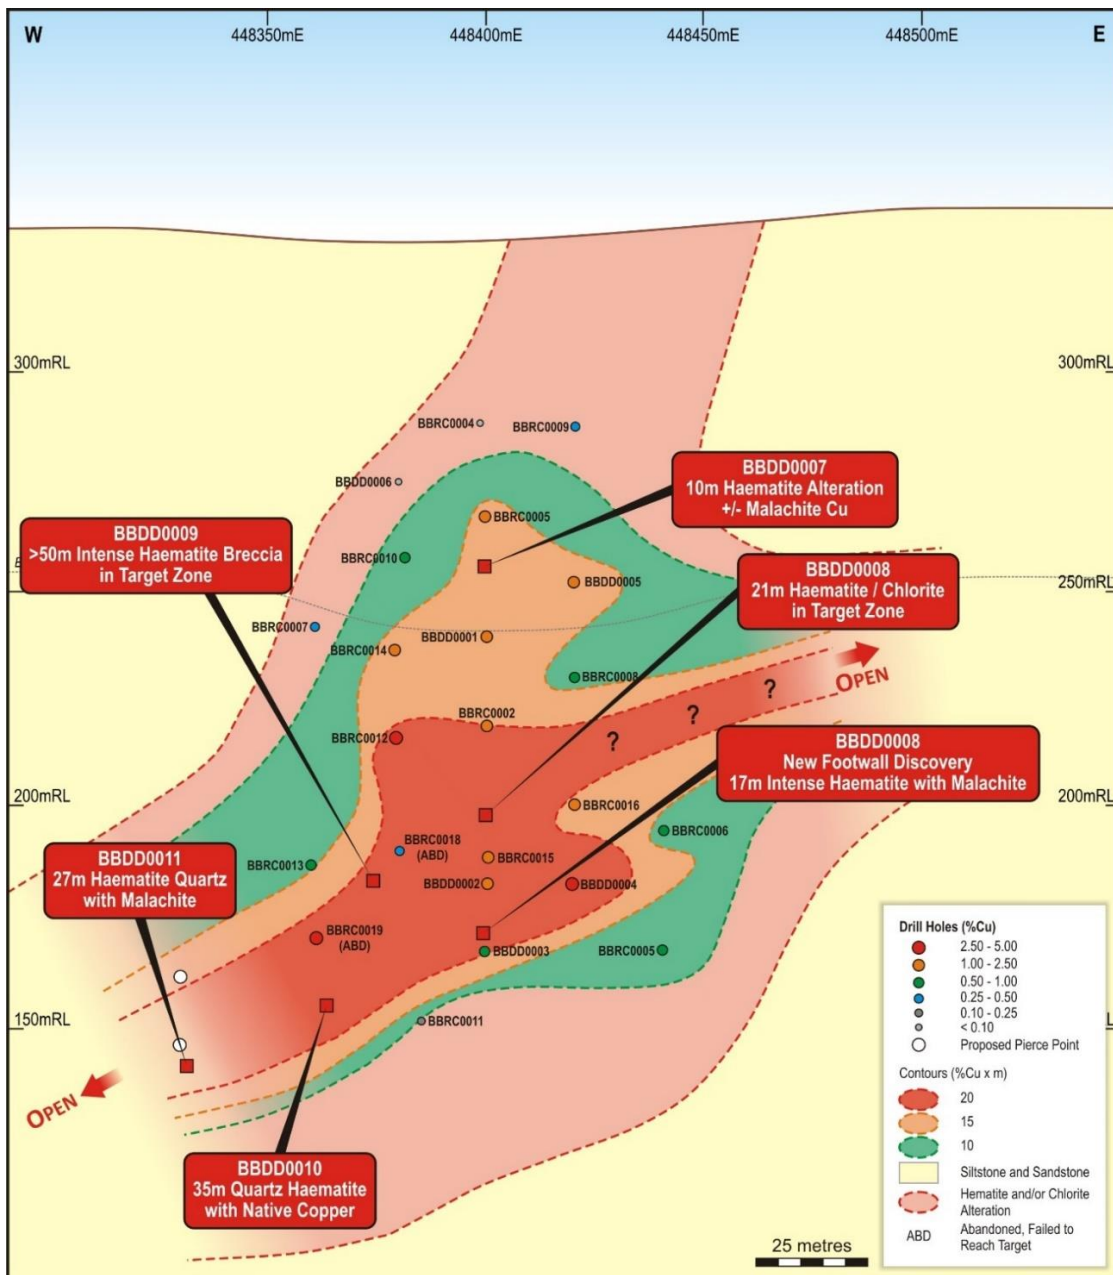 W
448350mE
448400mE
448450mE
448500mE
E
300mRL
300mRL
BBRC0004
BBRC0009
BBDD0006
BBDD0007
10m Haematite Alteration
+/- Malachite Cu
BBRC0005
BBDD0009
>50m Intense Haematite Breccia
in Target Zone
BBRC0010
BBDD0005
BBDD0008
21m Haematite / Chlorite
in Target Zone
250mRL
BBRC0007
BBDD0001
BBRC0014
BBRC0008
OPEN
?
?
?
BBRC0002
BBRC0012
BBDD0008
New Footwall Discovery
17m Intense Haematite with Malachite
200mRL
200mRL
BBRC0016
BBRC0006
BBRC0018
(ABD)
BBRC0015
BBRC0013
BBDD0002
BBDD0004
BBDD0011
27m Haematite Quartz
with Malachite
BBRC0019
(ABD)
BBDD0003
BBRC0005
150mRL
BBRC0011
OPEN
BBDD0010
35m Quartz Haematite
with Native Copper
25 metres
Drill Holes (%Cu)
2.50 - 5.00
1.00 - 2.50
0.50 - 1.00
0.25 - 0.50
0.10 - 0.25
< 0.10
Proposed Pierce Point
Contours (%Cu x m)
20
15
10
Siltstone and Sandstone
Hematite and/or Chlorite
Alteration
ABD
Abandoned, Failed to
Reach Target